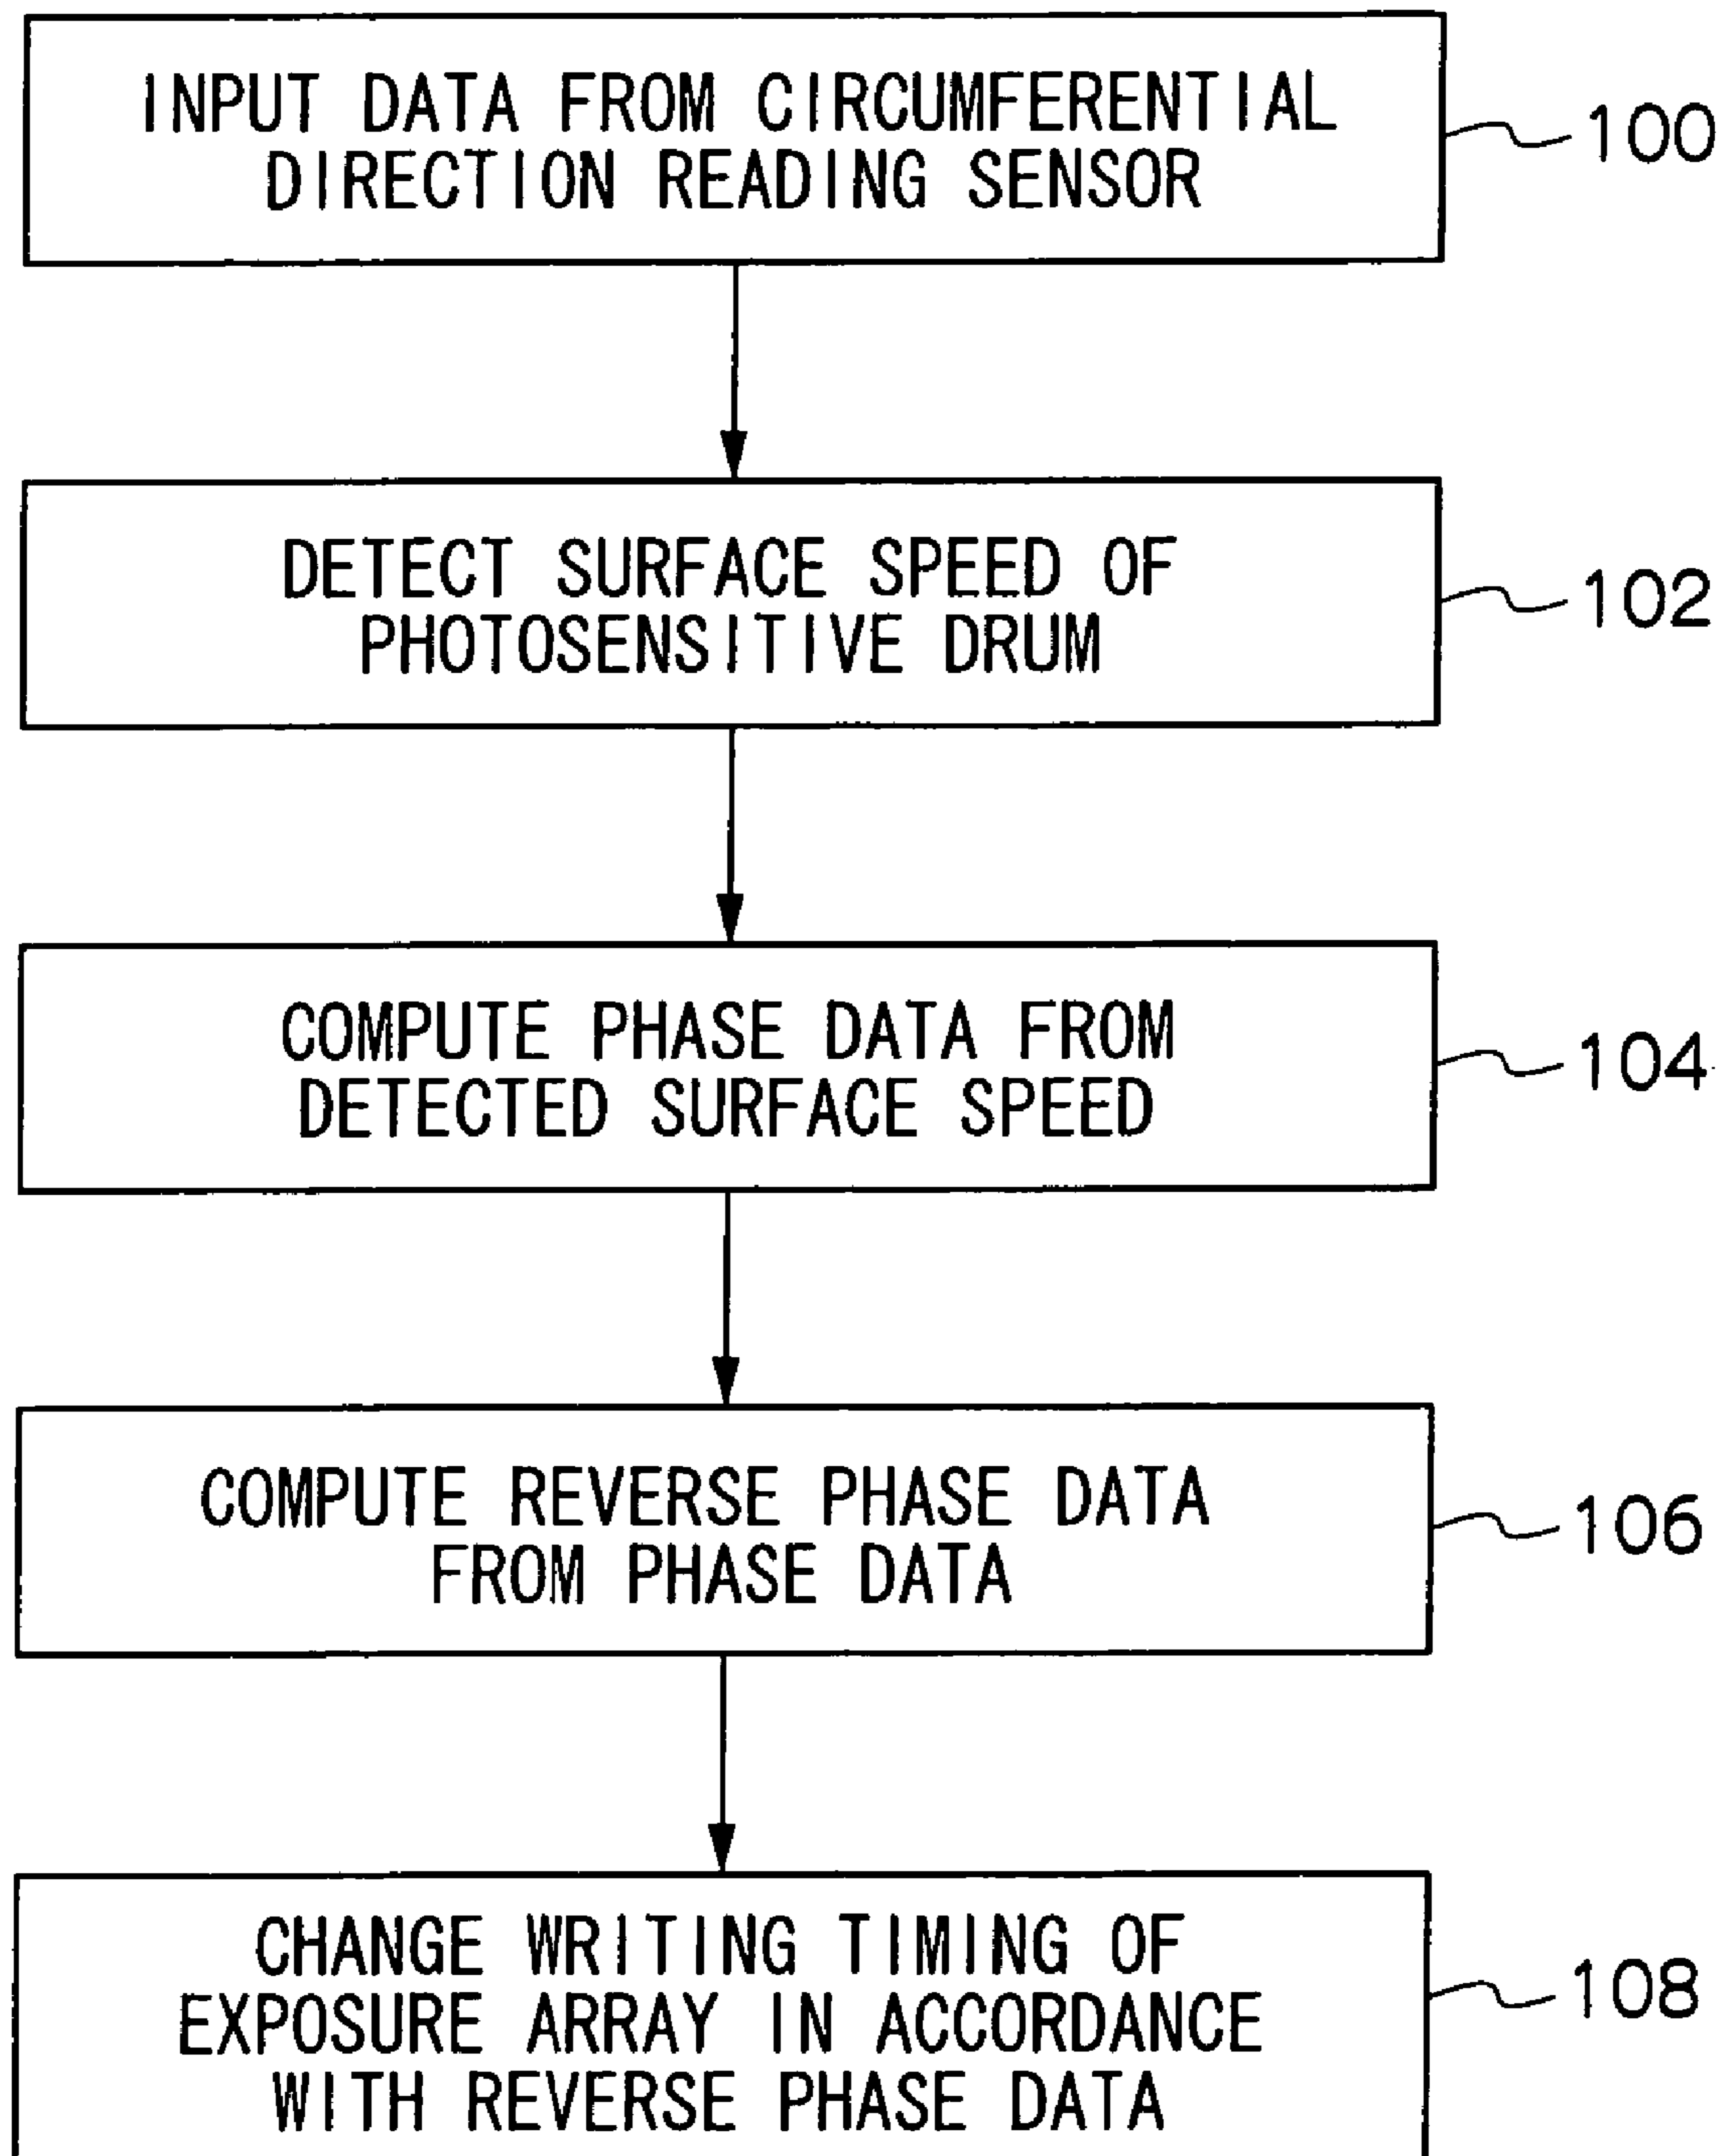 INPUT DATA FROM CIRCUMFERENTIAL
DIRECTION READING SENSOR
100
DETECT SURFACE SPEED OF
PHOTOSENSITIVE DRUM
102
COMPUTE PHASE DATA FROM
DETECTED SURFACE SPEED
104
COMPUTE REVERSE PHASE DATA
FROM PHASE DATA
106
CHANGE WRITING TIMING OF
EXPOSURE ARRAY IN ACCORDANCE
WITH REVERSE PHASE DATA
108